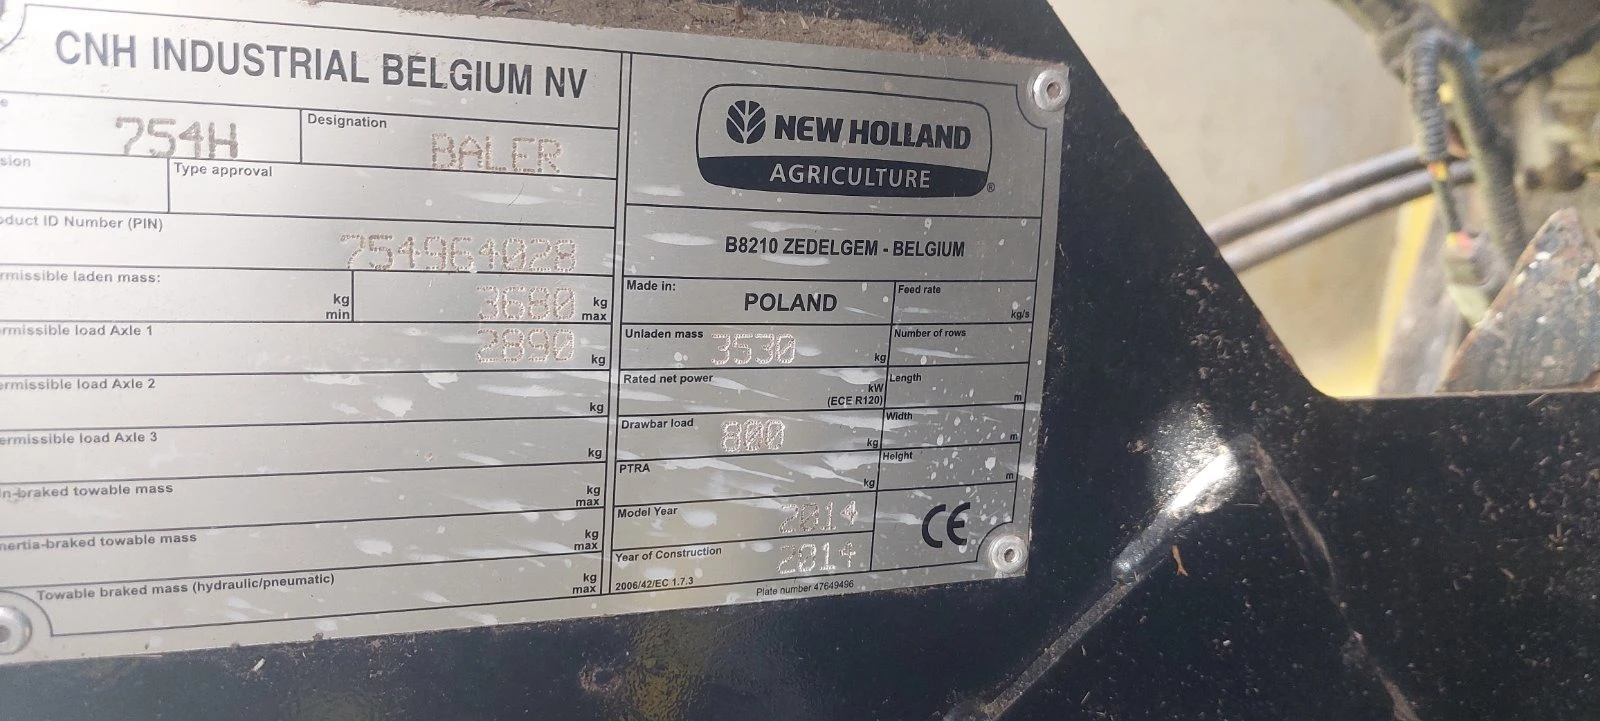 CNH INDUSTRIAL BELGIUM NV
754H
Designation
BALER
Type approval
duct ID Number (PIN)
754964028
rmissible laden mass:
kg min
3680 kg max
rmissible load Axle 1
2890 kg
ermissible load Axle 2
kg
ermissible load Axle 3
kg
n-braked towable mass
kg max
nertia-braked towable mass
kg max
Towable braked mass (hydraulic/pneumatic)
kg max
NEW HOLLAND
AGRICULTURE ®
B8210 ZEDELGEM - BELGIUM
Made in:
POLAND
Feed rate
kg/s
Unladen mass 3530 kg
Number of rows
Rated net power
kW
(ECE R120)
Length
m
Drawbar load 800 kg
Width
m
PTRA
kg
Height
m
Model Year 2014
Year of Construction 2014
2006/42/EC 1.7.3
Plate number 47649496
CE